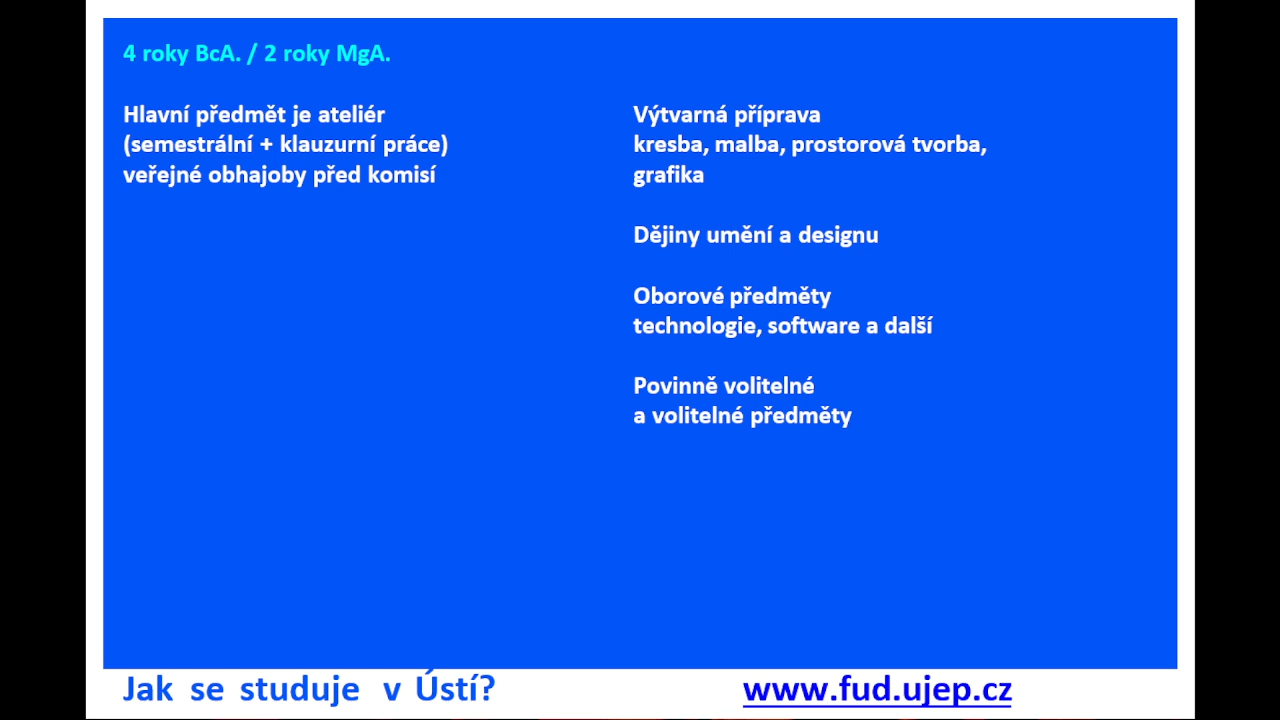 4 roky BcA. / 2 roky MgA.
Hlavní předmět je ateliér
(semestrální + klauzurní práce)
veřejné obhajoby před komisí
Výtvarná příprava
kresba, malba, prostorová tvorba,
grafika
Dějiny umění a designu
Oborové předměty
technologie, software a další
Povinně volitelné
a volitelné předměty
Jak se studuje v Ústí?
www.fud.ujep.cz